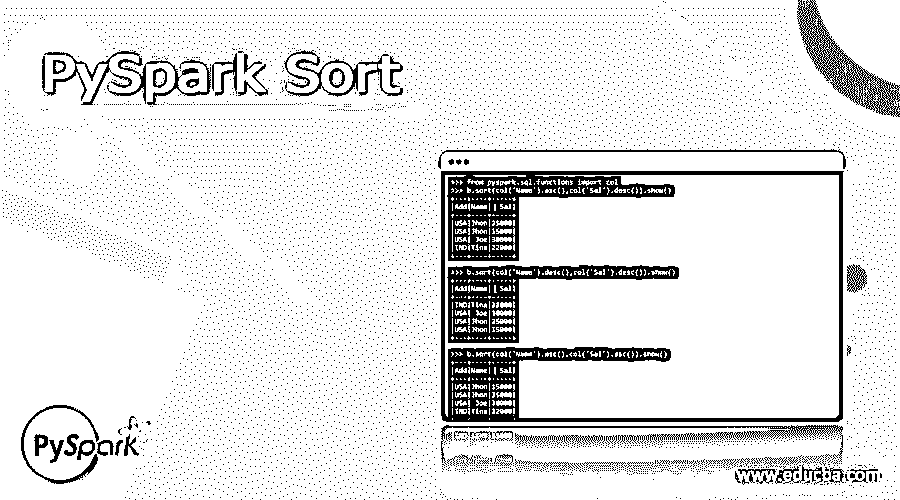 PySpark Sort
>>> from pyspark.sql.functions import col
>>> b.sort(col("Name").asc(),col("Sal").desc()).show()
|Add|Name| | Sal|
|USA|Jhon|25000|
|USA|Jhon|15000|
|USA| Joe|30000|
|IND|Tina|22000|
>>> b.sort(col("Name").desc(),col("Sal").desc()).show()
|Add|Name| | Sal|
|IND|Tina|22000|
|USA| Joe|30000|
|USA|Jhon|25000|
|USA|Jhon|15000|
>>> b.sort(col("Name").asc(),col("Sal").asc()).show()
|Add|Name| | Sal|
|USA|Jhon|15000|
|USA|Jhon|25000|
|USA| Joe|30000|
|IND|Tina|22000|
PySpark
www.educba.com